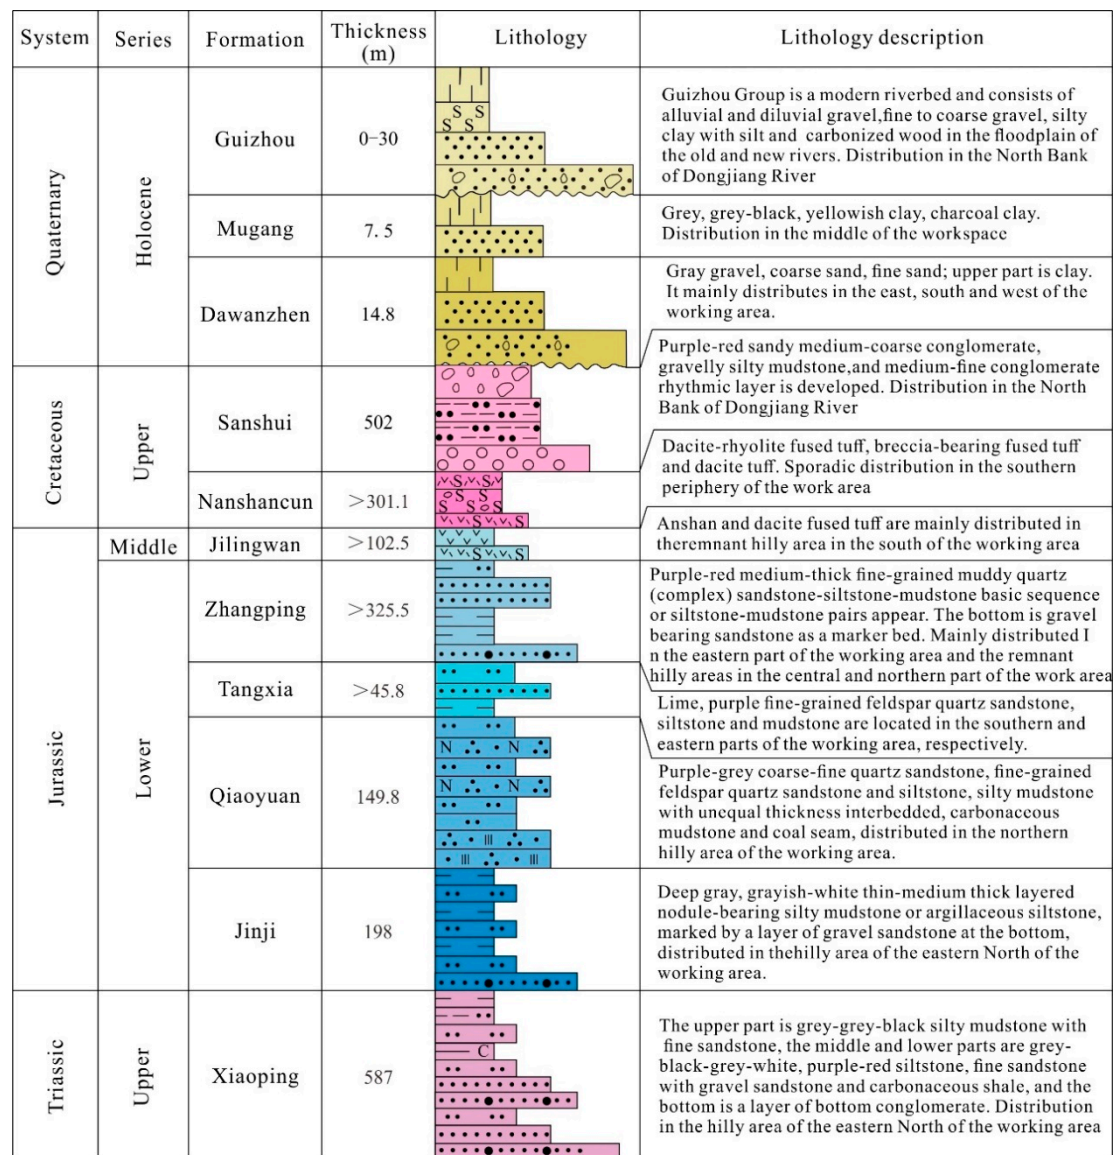 System Series Formation Thickness (m) Lithology Lithology description
Quaternary
Holocene
Guizhou
0-30
S S
S S
Guizhou Group is a modern riverbed and consists of
alluvial and diluvial gravel,fine to coarse gravel, silty
clay with silt and carbonized wood in the floodplain of
the old and new rivers. Distribution in the North Bank
of Dongjiang River
Mugang
7.5
Grey, grey-black, yellowish clay, charcoal clay.
Distribution in the middle of the workspace
Dawanzhen
14.8
Gray gravel, coarse sand, fine sand; upper part is clay.
It mainly distributes in the east, south and west of the
working area.
Cretaceous
Upper
Sanshui
502
Purple-red sandy medium-coarse conglomerate,
gravelly silty mudstone,and medium-fine conglomerate
rhythmic layer is developed. Distribution in the North
Bank of Dongjiang River
Nanshancun
>301.1
S S
S S
S S S
S S
Dacite-rhyolite fused tuff, breccia-bearing fused tuff
and dacite tuff. Sporadic distribution in the southern
periphery of the work area
Jurassic
Middle
Jilingwan
>102.5
S S
Anshan and dacite fused tuff are mainly distributed in
theremnant hilly area in the south of the working area
Lower
Zhangping
>325.5
Purple-red medium-thick fine-grained muddy quartz
(complex) sandstone-siltstone-mudstone basic sequence
or siltstone-mudstone pairs appear. The bottom is gravel
bearing sandstone as a marker bed. Mainly distributed I
n the eastern part of the working area and the remnant
hilly areas in the central and northern part of the work area
Tangxia
>45.8
Lime, purple fine-grained feldspar quartz sandstone,
siltstone and mudstone are located in the southern and
eastern parts of the working area, respectively.
Qiaoyuan
149.8
N N
N N
Purple-grey coarse-fine quartz sandstone, fine-grained
feldspar quartz sandstone and siltstone, silty mudstone
with unequal thickness interbedded, carbonaceous
mudstone and coal seam, distributed in the northern
hilly area of the working area.
Jinji
198
Deep gray, grayish-white thin-medium thick layered
nodule-bearing silty mudstone or argillaceous siltstone,
marked by a layer of gravel sandstone at the bottom,
distributed in thehilly area of the eastern North of the
working area.
Triassic
Upper
Xiaoping
587
C
The upper part is grey-grey-black silty mudstone with
fine sandstone, the middle and lower parts are grey-
black-grey-white, purple-red siltstone, fine sandstone
with gravel sandstone and carbonaceous shale, and the
bottom is a layer of bottom conglomerate. Distribution
in the hilly area of the eastern North of the working area